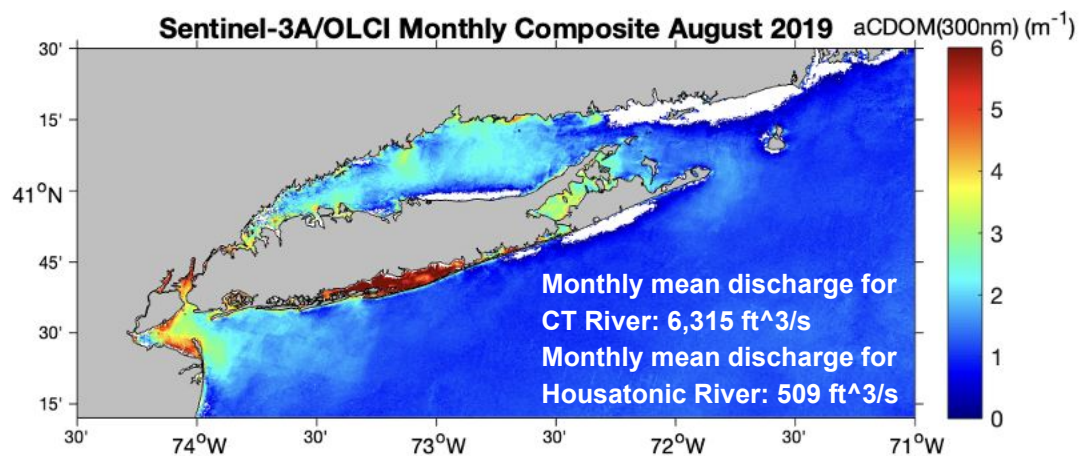 Sentinel-3A/OLCI Monthly Composite August 2019 aCDOM(300nm) (m⁻¹)
30'
15'
41°N
45'
30'
15'
30'
74°W
30'
73°W
30'
72°W
30'
71°W
6
5
4
3
2
1
0
Monthly mean discharge for
CT River: 6,315 ft^3/s
Monthly mean discharge for
Housatonic River: 509 ft^3/s